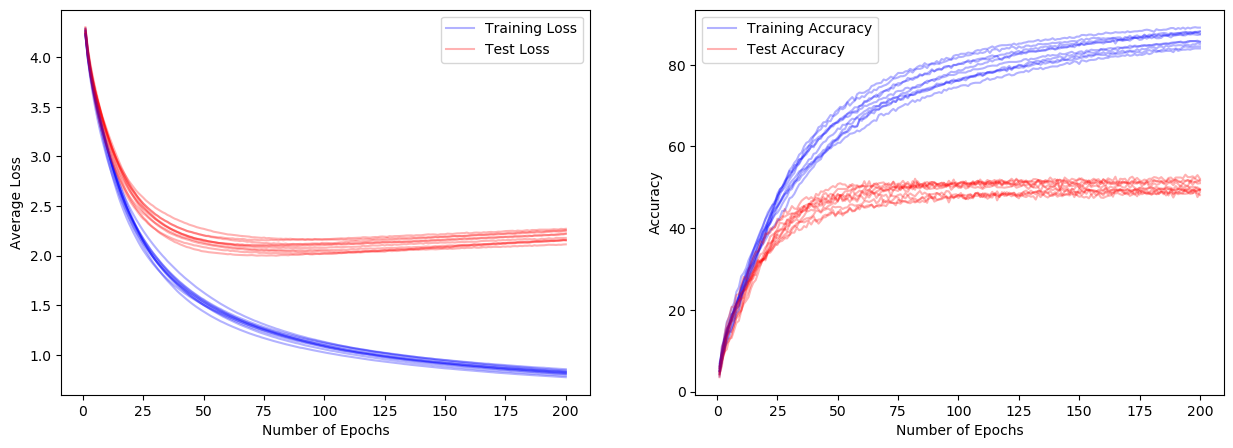 4.0
3.5
3.0
2.5
2.0
1.5
1.0
Average Loss
0 25 50 75 100 125 150 175 200
Number of Epochs
Training Loss
Test Loss
80
60
40
20
0
Accuracy
0 25 50 75 100 125 150 175 200
Number of Epochs
Training Accuracy
Test Accuracy